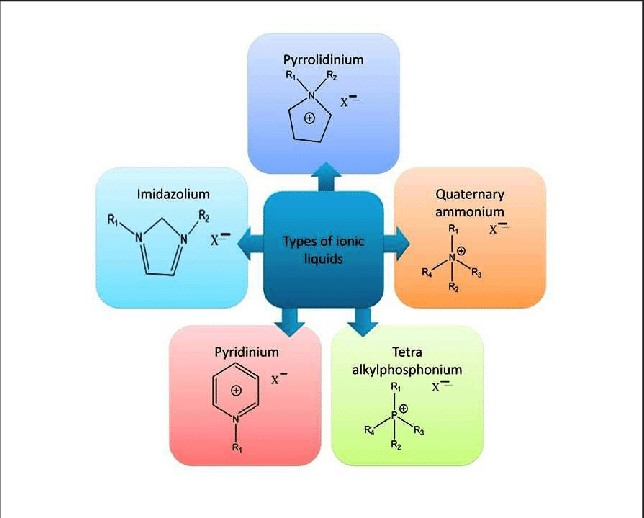 Pyrrolidinium
R1 R2
N
X−
⊕
Imidazolium
R1 R2
N N
X−
Types of ionic
liquids
Quaternary
ammonium
R1
X−
N⊕
R4 R3
R2
Pyridinium
X−
⊕
N
R1
Tetra
alkylphosphonium
R1
X−
P⊕
R4 R3
R2